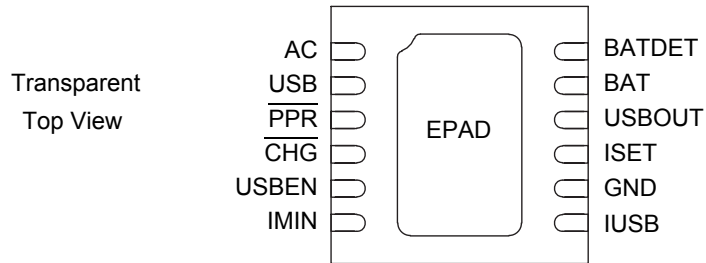 Transparent
Top View
AC
USB
PPR
CHG
USBEN
IMIN
EPAD
BATDET
BAT
USBOUT
ISET
GND
IUSB